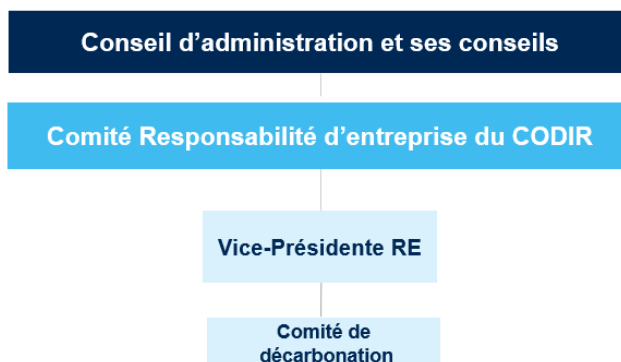 Conseil d’administration et ses conseils
Comité Responsabilité d’entreprise du CODIR
Vice-Présidente RE
Comité de
décarbonation